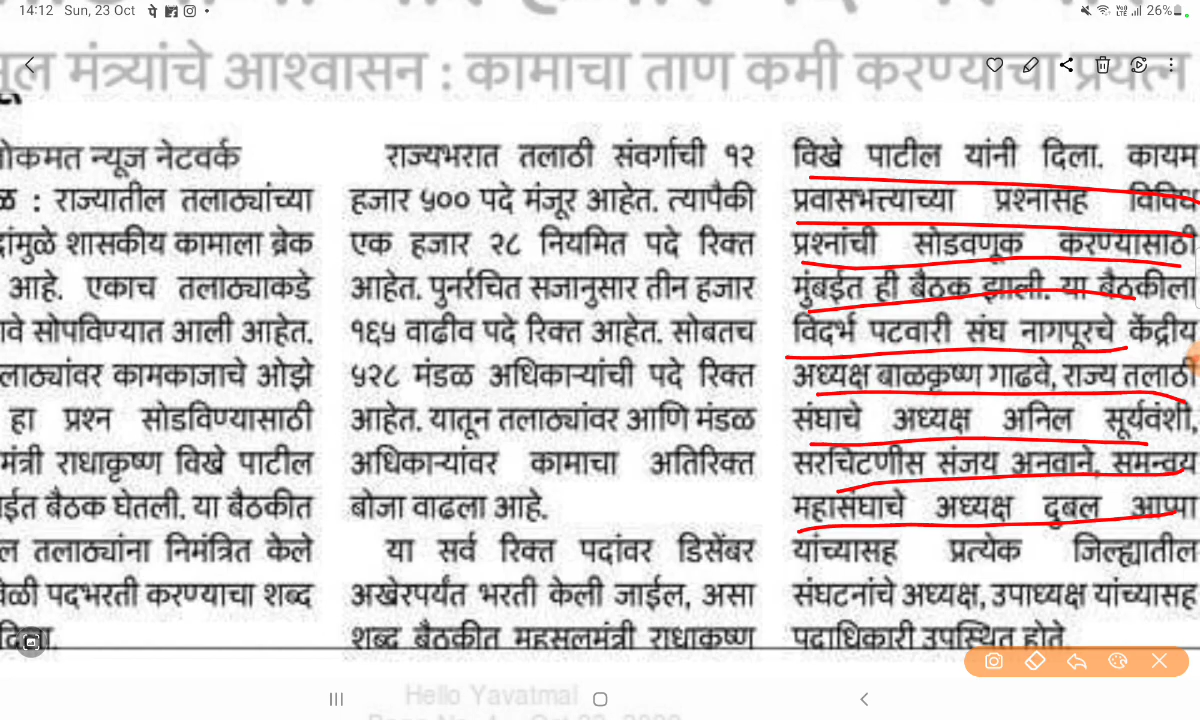 14:12 Sun, 23 Oct
26%
मंत्र्यांचे आश्वासन : कामाचा ताण कमी करण्याचा प्रयत्न
न्यूज नेटवर्क
: राज्यातील तलाठ्यांच्या
शासकीय कामाला ब्रेक
आहे. एकाच तलाठ्याकडे
सोपविण्यात आली आहेत.
कामकाजाचे ओझे
हा प्रश्न सोडविण्यासाठी
राधाकृष्ण विखे पाटील
बैठक घेतली. या बैठकीत
तलाठ्यांना निमंत्रित केले
पदभरती करण्याचा शब्द
राज्यभरात तलाठी संवर्गाची १२
हजार ५०० पदे मंजूर आहेत. त्यापैकी
एक हजार २८ नियमित पदे रिक्त
आहेत. पुनर्रचित सजानुसार तीन हजार
१६५ वाढीव पदे रिक्त आहेत. सोबतच
५२८ मंडळ अधिकाऱ्यांची पदे रिक्त
आहेत. यातून तलाठ्यांवर आणि मंडळ
अधिकाऱ्यांवर कामाचा अतिरिक्त
बोजा वाढला आहे.
या सर्व रिक्त पदांवर डिसेंबर
अखेरपर्यंत भरती केली जाईल, असा
शब्द बैठकीत महसूलमंत्री राधाकृष्ण
विखे पाटील यांनी दिला. कायम
प्रवासभत्त्याच्या प्रश्नासह विविध
प्रश्नांची सोडवणूक करण्यासाठी
मुंबईत ही बैठक झाली. या बैठकीला
विदर्भ पटवारी संघ नागपूरचे केंद्रीय
अध्यक्ष बाळकृष्ण गाढवे, राज्य तलाठी
संघाचे अध्यक्ष अनिल सूर्यवंशी,
सरचिटणीस संजय अनवाने, समन्वय
महासंघाचे अध्यक्ष दुबल आप्पा
यांच्यासह प्रत्येक जिल्ह्यातील
संघटनांचे अध्यक्ष, उपाध्यक्ष यांच्यासह
पदाधिकारी उपस्थित होते
Hello Yavatmal